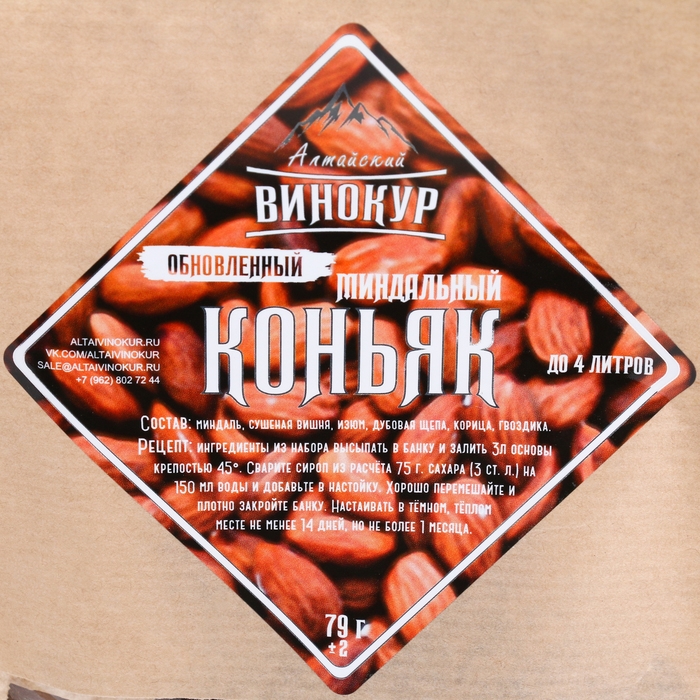 Алтайский
ВИНОКУР
ОБНОВЛЕННЫЙ
МИНДАЛЬНЫЙ
КОНЬЯК
ДО 4 ЛИТРОВ
ALTAIVINOKUR.RU
VK.COM/ALTAIVINOKUR
SALE@ALTAIVINOKUR.RU
+7 (962) 802 72 44
Состав: миндаль, сушеная вишня, изюм, дубовая щепа, корица, гвоздика.
Рецепт: ингредиенты из набора высыпать в банку и залить 3л основы
крепостью 45°. Сварите сироп из расчёта 75 г. сахара (3 ст. л.) на
150 мл воды и добавьте в настойку. Хорошо перемешайте и
плотно закройте банку. Настаивать в тёмном, тёплом
месте не менее 14 дней, но не более 1 месяца.
79 г
±2